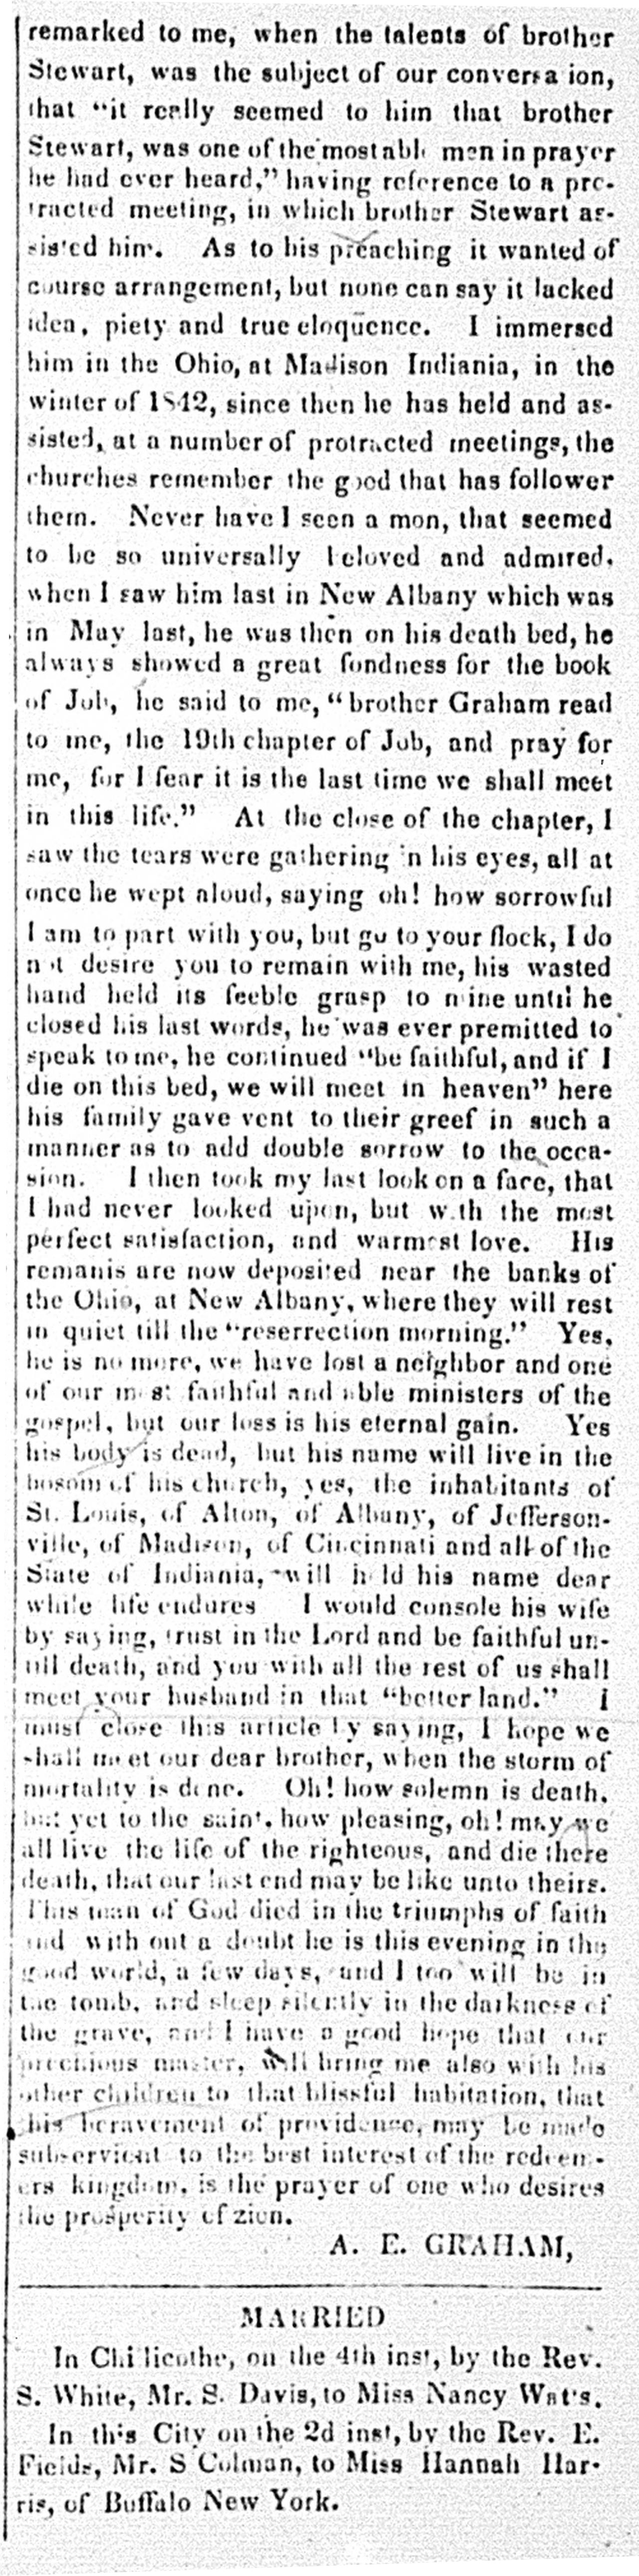 remarked to me, when the talents of brother
Stewart, was the subject of our conversa ion,
that "it really seemed to him that brother
Stewart, was one of the most able men in prayer
he had ever heard," having reference to a pro-
tracted meeting, in which brother Stewart as-
sisted him. As to his preaching it wanted of
course arrangement, but none can say it lacked
idea, piety and true eloquence. I immersed
him in the Ohio, at Madison Indiania, in the
winter of 1842, since then he has held and as-
sisted, at a number of protracted meetings, the
churches remember the good that has follower
them. Never have I seen a mon, that seemed
to be so universally beloved and admired.
when I saw him last in New Albany which was
in May last, he was then on his death bed, he
always showed a great fondness for the book
of Job, he said to me, "brother Graham read
to me, the 19th chapter of Job, and pray for
me, for I fear it is the last time we shall meet
in this life." At the close of the chapter, I
saw the tears were gathering in his eyes, all at
once he wept aloud, saying oh! how sorrowful
I am to part with you, but go to your flock, I do
not desire you to remain with me, his wasted
hand held its feeble grasp to mine until he
closed his last words, he was ever premitted to
speak to me, he continued "be faithful, and if I
die on this bed, we will meet in heaven" here
his family gave vent to their greef in such a
manner as to add double sorrow to the occa-
sion. I then took my last look on a face, that
I had never looked upon, but with the most
perfect satisfaction, and warmest love. His
remanis are now deposited near the banks of
the Ohio, at New Albany, where they will rest
in quiet till the "reserrection morning." Yes,
he is no more, we have lost a neighbor and one
of our most faithful and able ministers of the
gospel, but our loss is his eternal gain. Yes
his body is dead, but his name will live in the
bosom of his church, yes, the inhabitants of
St. Louis, of Alton, of Albany, of Jefferson-
ville, of Madison, of Cincinnati and all of the
State of Indiania, will hold his name dear
while life endures I would console his wife
by saying, trust in the Lord and be faithful un-
till death, and you with all the rest of us shall
meet your husband in that "better land." I
must close this article by saying, I hope we
shall meet our dear brother, when the storm of
mortality is done. Oh! how solemn is death,
but yet to the saint, how pleasing, oh! may we
all live the life of the righteous, and die there
death, that our last end may be like unto theirs.
This man of God died in the triumphs of faith
and with out a doubt he is this evening in the
good world, a few days, and I too will be in
the tomb, and sleep silently in the darkness of
the grave, and I have a good hope that our
prechious master, will bring me also with his
other children to that blissful habitation, that
this beravement of providence, may be made
subservient to the best interest of the redeem-
ers kingdom, is the prayer of one who desires
the prosperity of zion.
A. E. GRAHAM,
MARRIED
In Chillicothe, on the 4th inst, by the Rev.
S. White, Mr. S. Davis, to Miss Nancy Wat's.
In this City on the 2d inst, by the Rev. E.
Fields, Mr. S Colman, to Miss Hannah Har-
ris, of Buffalo New York.